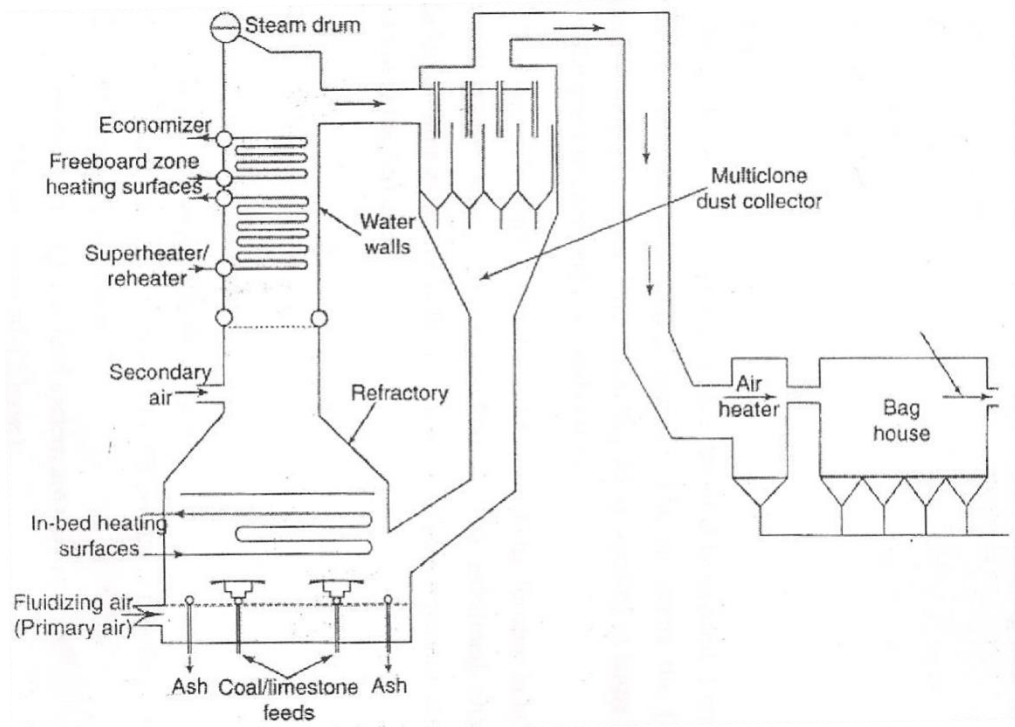 Steam drum
Economizer
Freeboard zone
heating surfaces
Superheater/
reheater
Water
walls
Multiclone
dust collector
Secondary
air
Refractory
Air
heater
Bag
house
In-bed heating
surfaces
Fluidizing air
(Primary air)
Ash
Coal/limestone
feeds
Ash